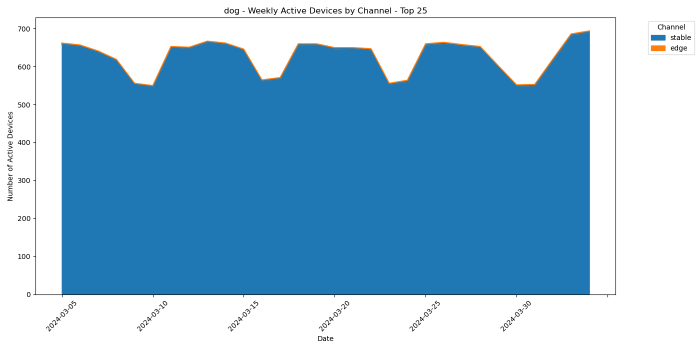 dog - Weekly Active Devices by Channel - Top 25
Channel
stable
edge
Number of Active Devices
700
600
500
400
300
200
100
0
2024-03-05
2024-03-10
2024-03-15
2024-03-20
2024-03-25
2024-03-30
Date